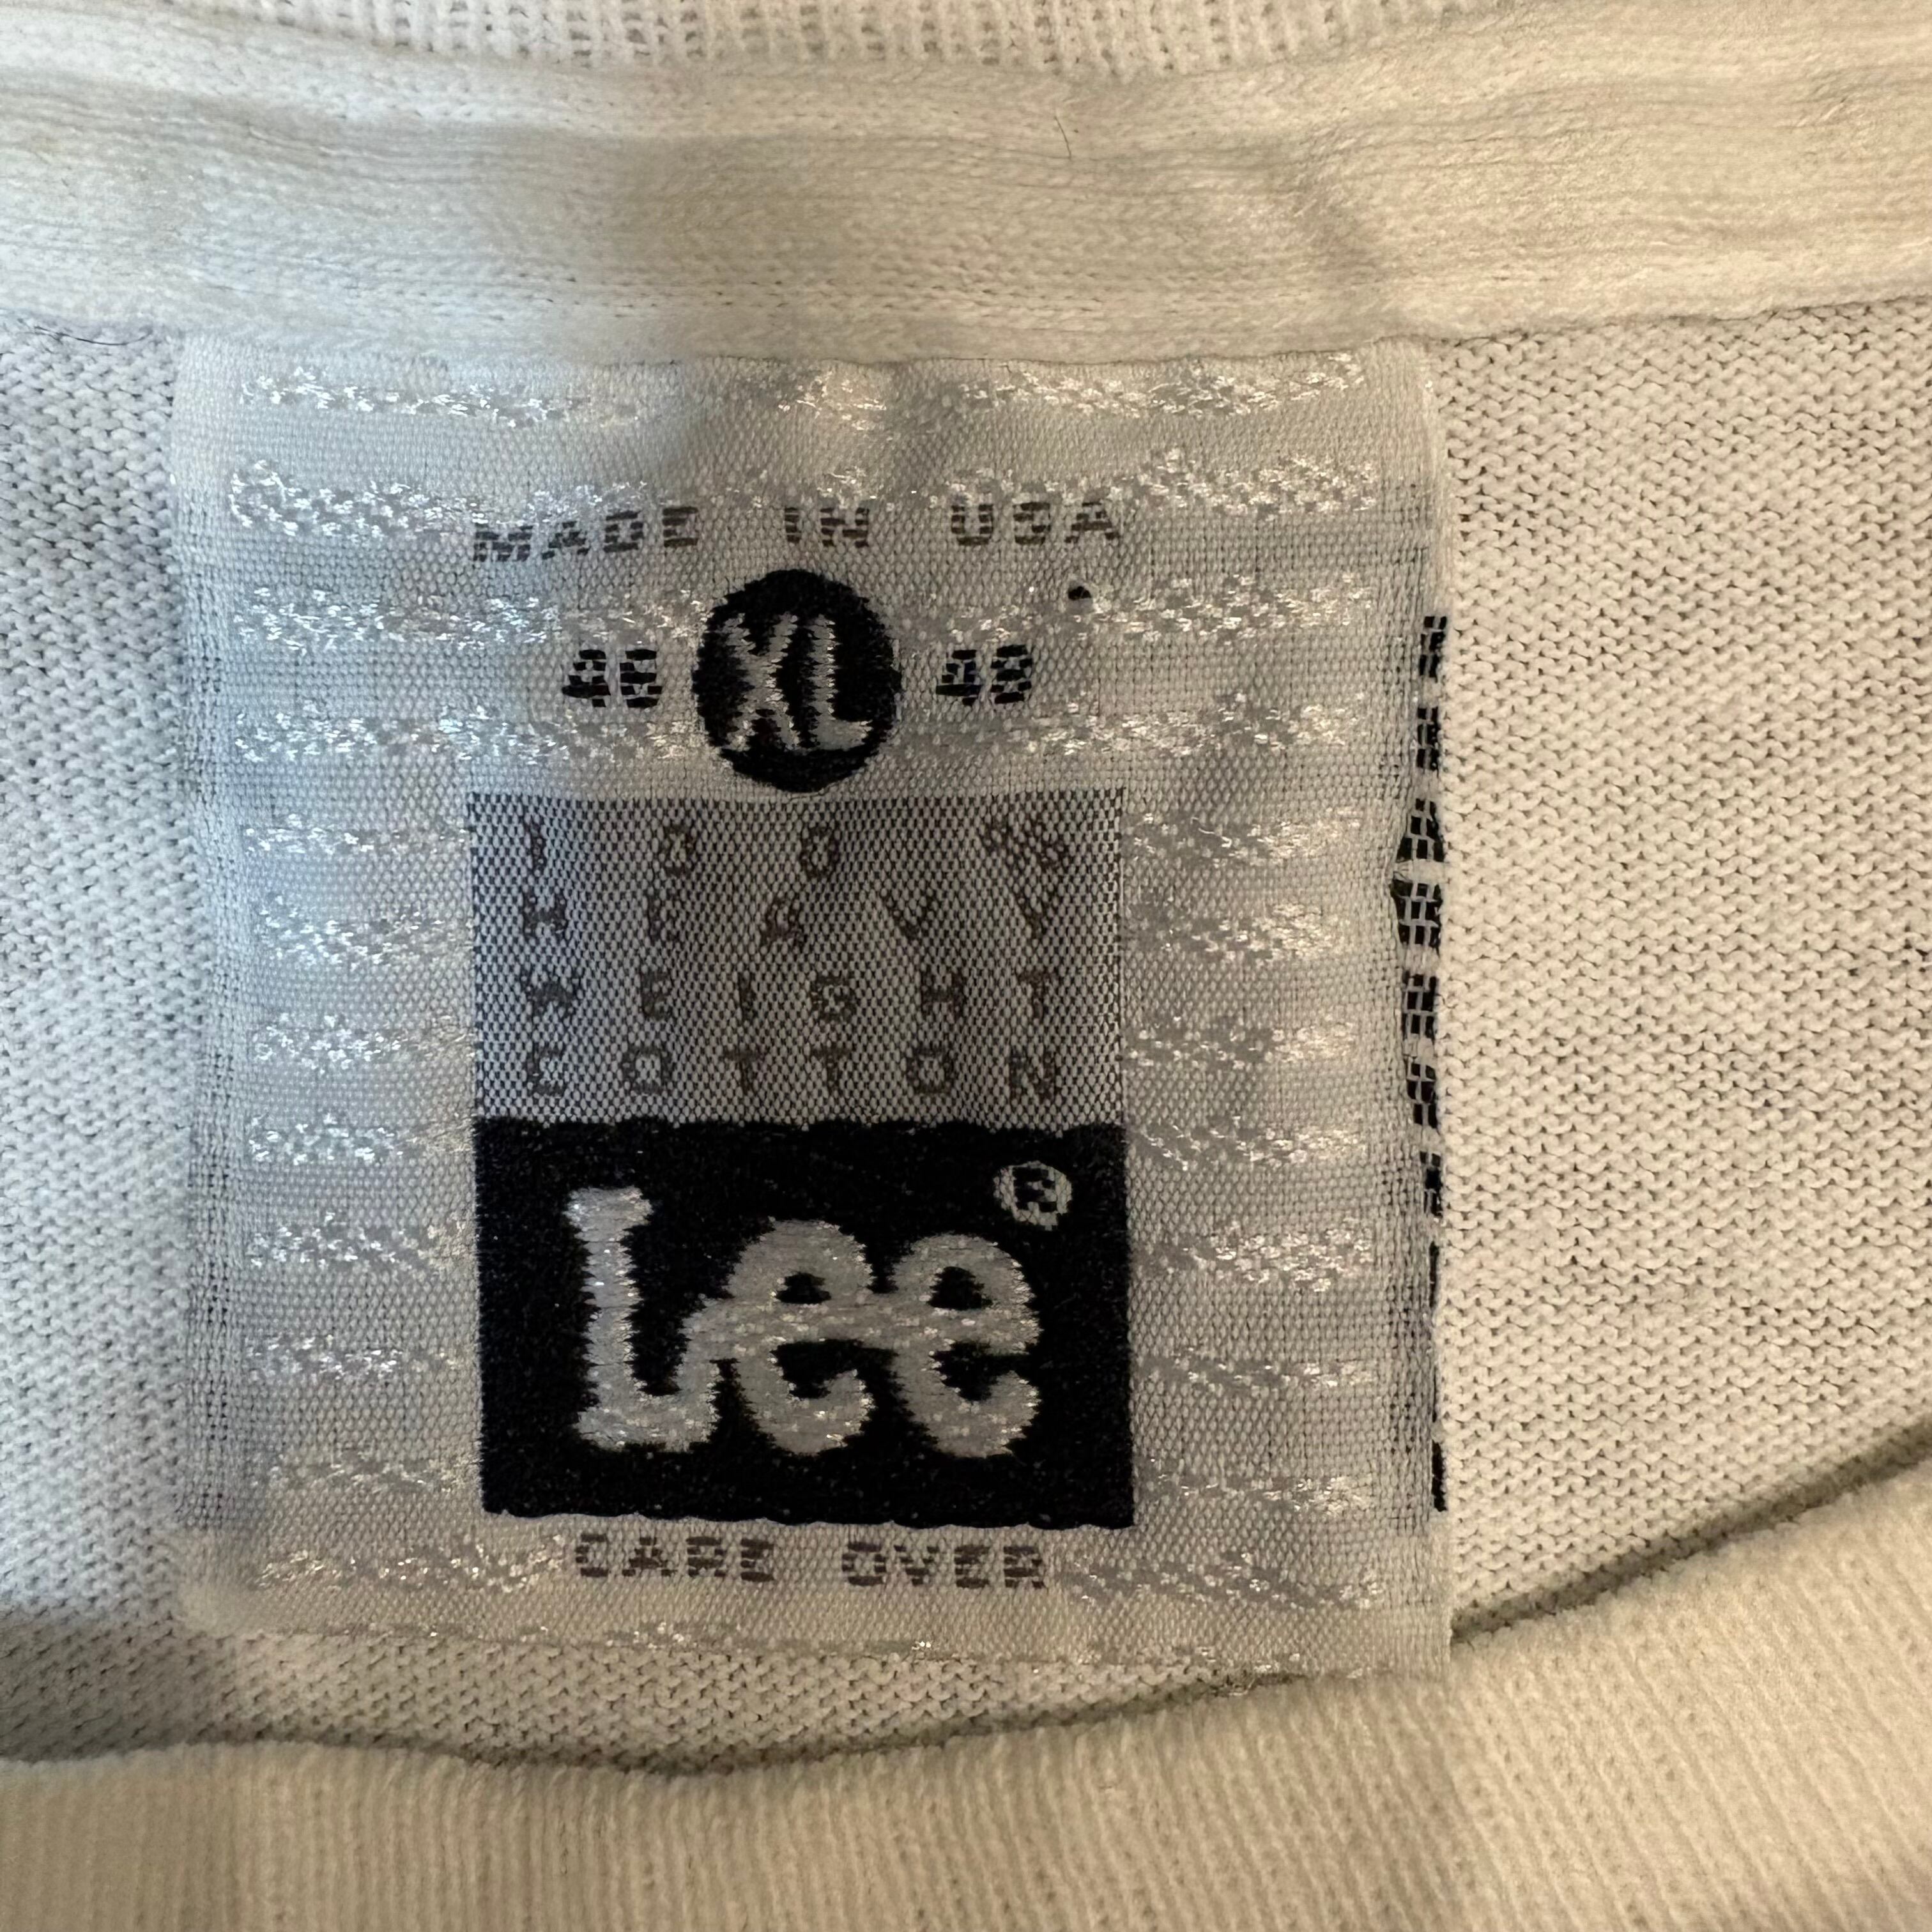 MADE IN USA
46 XL 48
100%
HEAVY
WEIGHT
COTTON
Lee®
CARE OVER